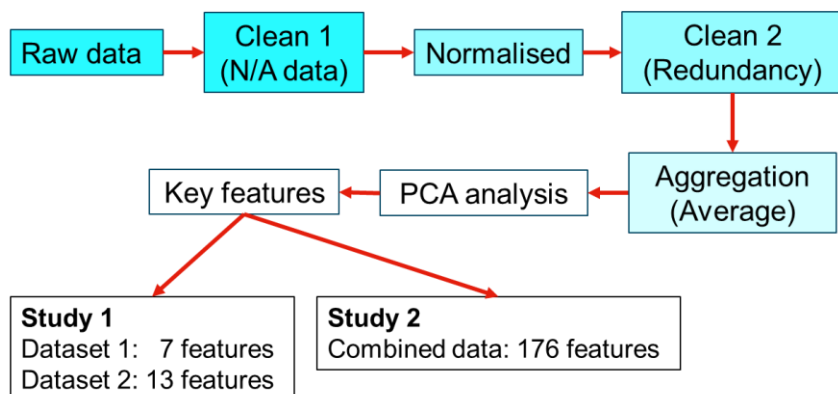 Raw data
Clean 1
(N/A data)
Normalised
Clean 2
(Redundancy)
Aggregation
(Average)
PCA analysis
Key features
Study 1
Dataset 1: 7 features
Dataset 2: 13 features
Study 2
Combined data: 176 features